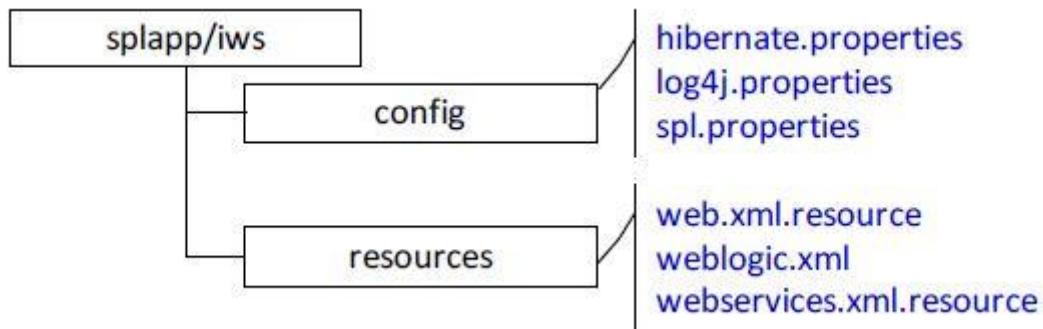 splapp/iws
config
hibernate.properties
log4j.properties
spl.properties
resources
web.xml.resource
weblogic.xml
webservices.xml.resource